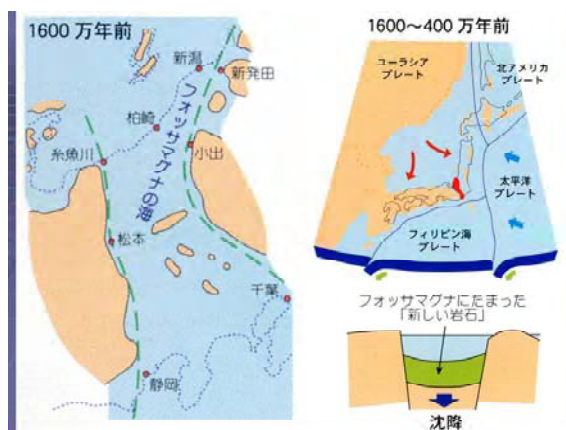 1600 万年前
新潟
新発田
柏崎
糸魚川
小出
フォッサマグナの海
松本
千葉
静岡
1600〜400 万年前
ユーラシア
プレート
北アメリカ
プレート
太平洋
プレート
フィリピン海
プレート
フォッサマグナにたまった
「新しい岩石」
沈降